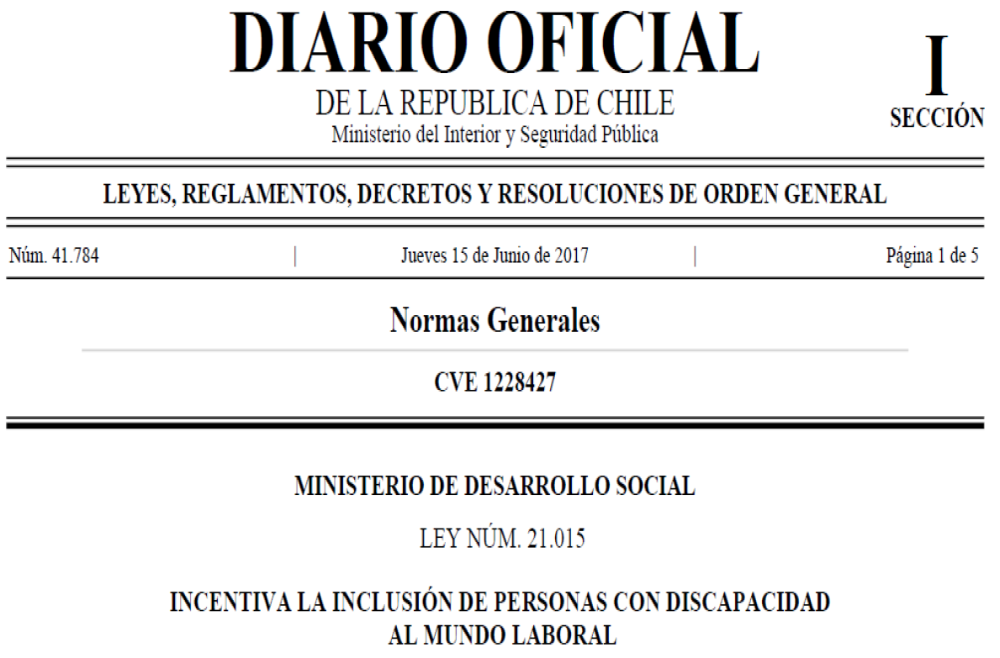 DIARIO OFICIAL
DE LA REPUBLICA DE CHILE
Ministerio del Interior y Seguridad Pública
I
SECCIÓN
LEYES, REGLAMENTOS, DECRETOS Y RESOLUCIONES DE ORDEN GENERAL
Núm. 41.784 | Jueves 15 de Junio de 2017 | Página 1 de 5
Normas Generales
CVE 1228427
MINISTERIO DE DESARROLLO SOCIAL
LEY NÚM. 21.015
INCENTIVA LA INCLUSIÓN DE PERSONAS CON DISCAPACIDAD
AL MUNDO LABORAL